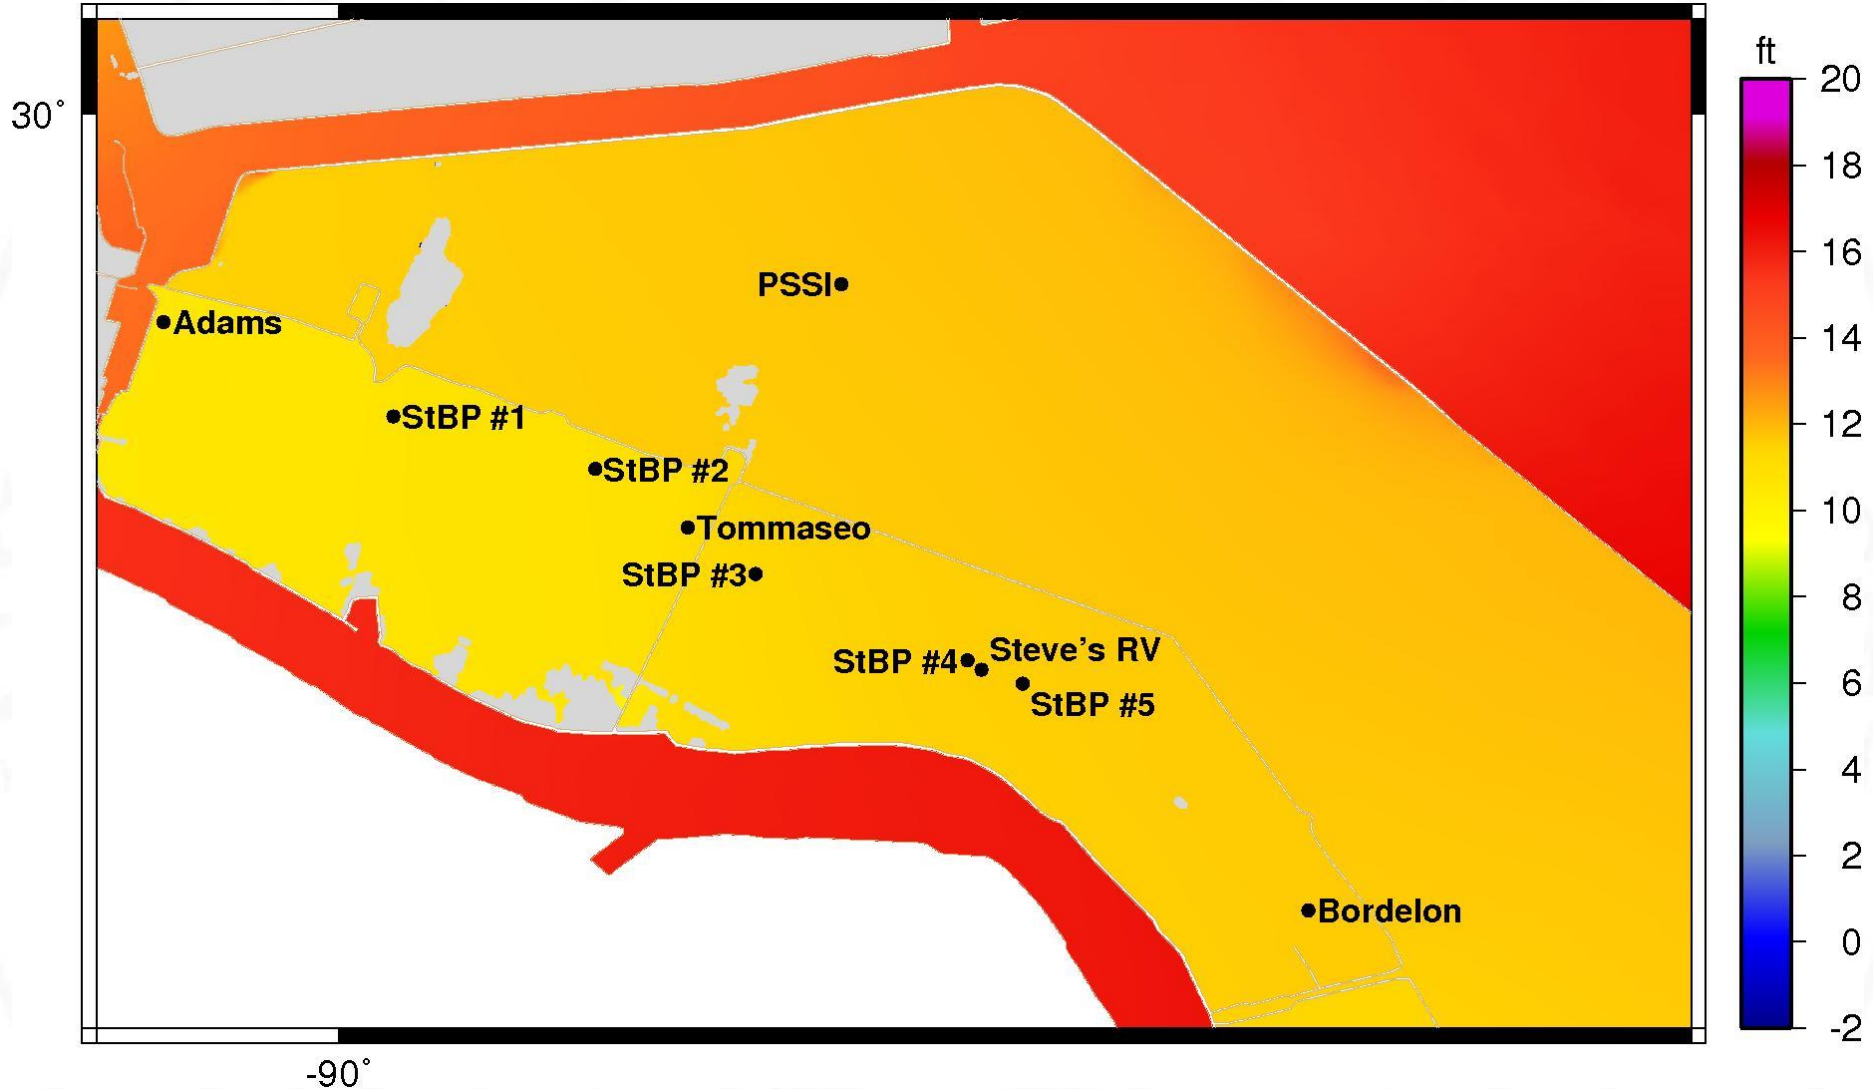 ft
20
30°
18
16
PSSI
Adams
14
StBP #1
12
StBP #2
10
Tommaseo
StBP #3
8
Steve's RV
StBP #4
6
StBP #5
4
2
Bordelon
0
-2
-90°